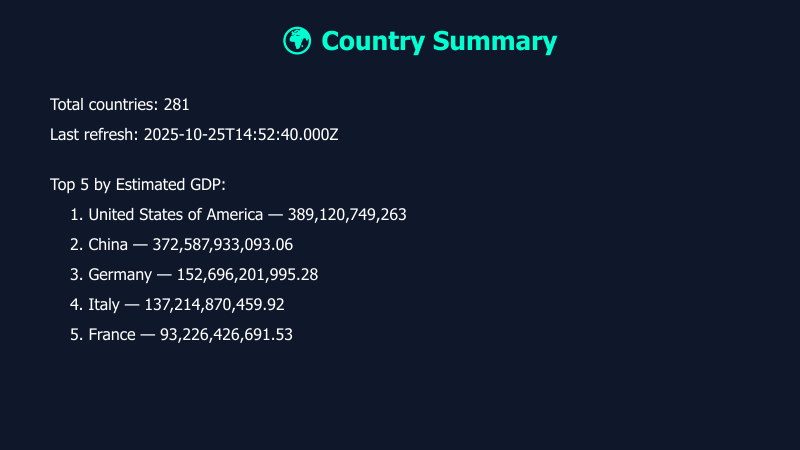 Country Summary
Total countries: 281
Last refresh: 2025-10-25T14:52:40.000Z
Top 5 by Estimated GDP:
1. United States of America — 389,120,749,263
2. China — 372,587,933,093.06
3. Germany — 152,696,201,995.28
4. Italy — 137,214,870,459.92
5. France — 93,226,426,691.53